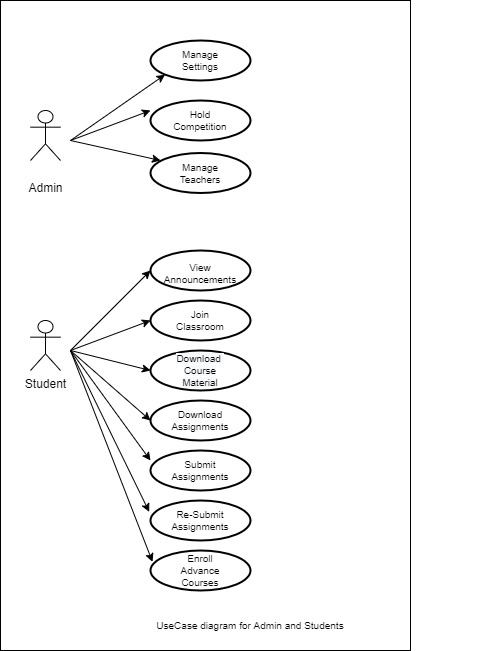 Manage
Settings
Hold
Competition
Manage
Teachers
Admin
View
Announcements
Join
Classroom
Download
Course
Material
Student
Download
Assignments
Submit
Assignments
Re-Submit
Assignments
Enroll
Advance
Courses
UseCase diagram for Admin and Students